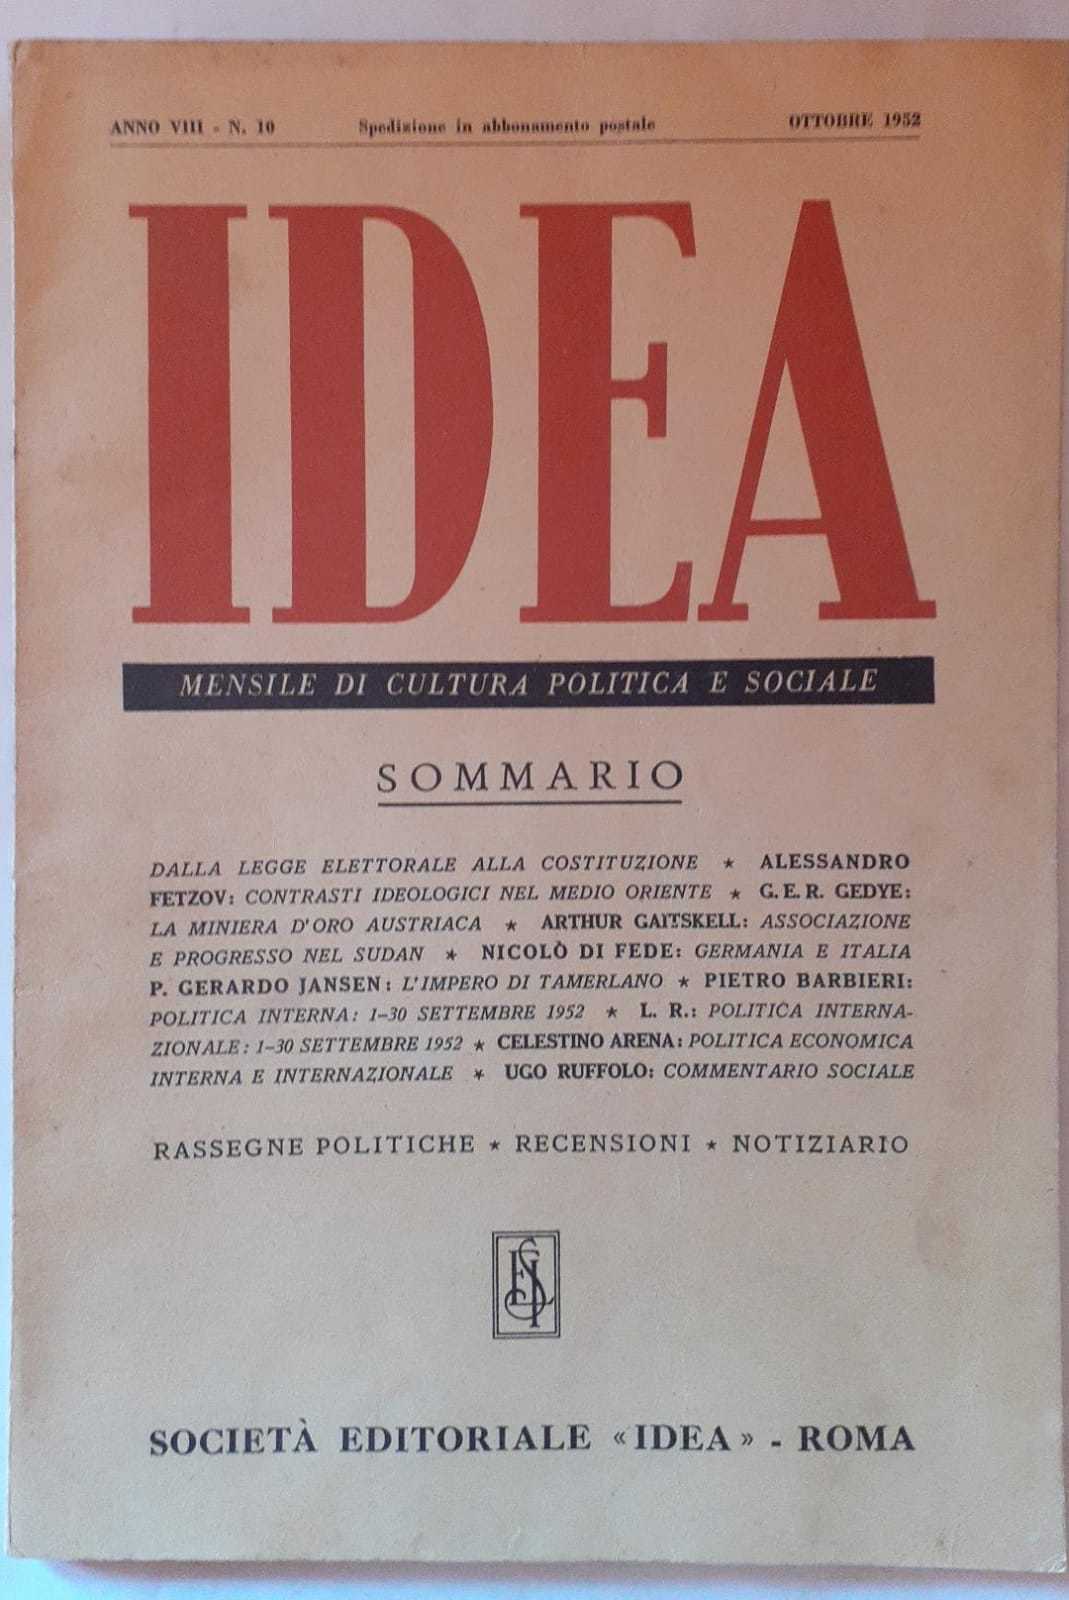 ANNO VIII - N. 10 Spedizione in abbonamento postale OTTOBRE 1952
IDEA
MENSILE DI CULTURA POLITICA E SOCIALE
SOMMARIO
DALLA LEGGE ELETTORALE ALLA COSTITUZIONE ★ ALESSANDRO
FETZOV: CONTRASTI IDEOLOGICI NEL MEDIO ORIENTE ★ G. E. R. GEDYE:
LA MINIERA D'ORO AUSTRIACA ★ ARTHUR GAITSKELL: ASSOCIAZIONE
E PROGRESSO NEL SUDAN ★ NICOLÒ DI FEDE: GERMANIA E ITALIA
P. GERARDO JANSEN: L'IMPERO DI TAMERLANO ★ PIETRO BARBIERI:
POLITICA INTERNA: 1-30 SETTEMBRE 1952 ★ L. R.: POLITICA INTERNA-
ZIONALE: 1-30 SETTEMBRE 1952 ★ CELESTINO ARENA: POLITICA ECONOMICA
INTERNA E INTERNAZIONALE ★ UGO RUFFOLO: COMMENTARIO SOCIALE
RASSEGNE POLITICHE ★ RECENSIONI ★ NOTIZIARIO
SOCIETÀ EDITORIALE «IDEA» - ROMA